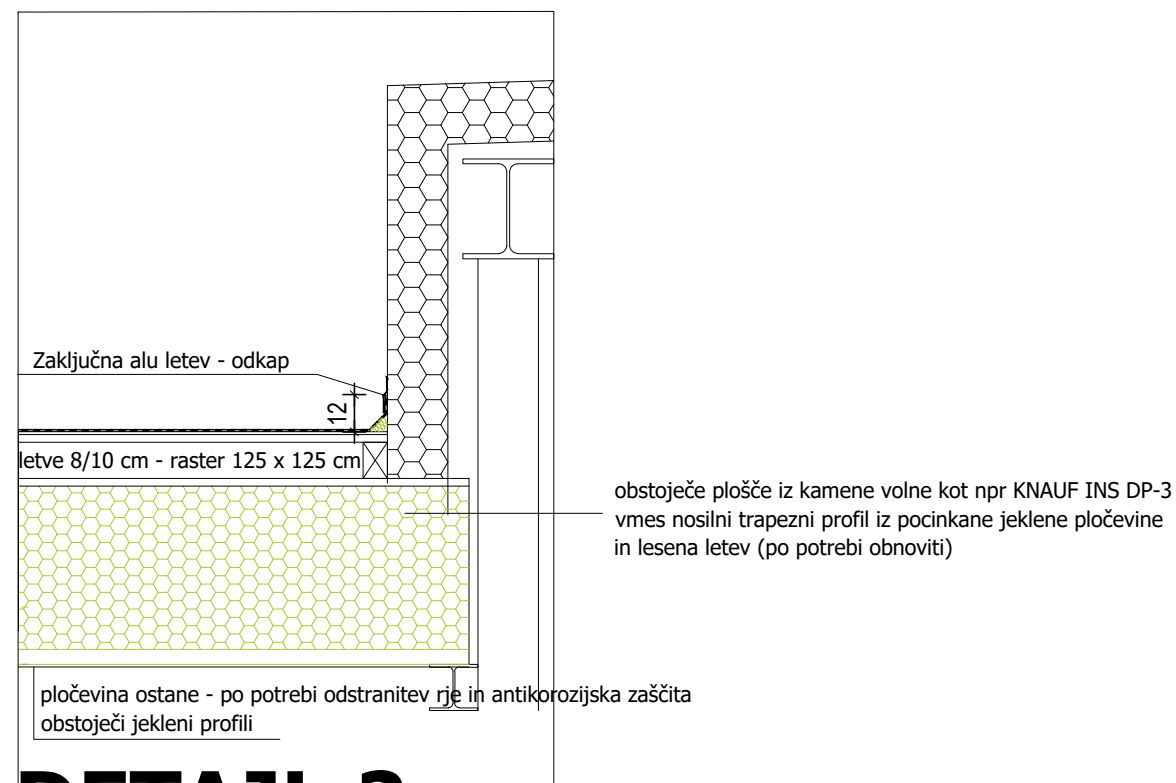 Zaključna alu letev - odkap
12
letve 8/10 cm - raster 125 x 125 cm
obstoječe plošče iz kamene volne kot npr KNAUF INS DP-3
vmes nosilni trapezni profil iz pocinkane jeklene pločevine
in lesena letev (po potrebi obnoviti)
pločevina ostane - po potrebi odstranitev rje in antikorozijska zaščita
obstoječi jekleni profili